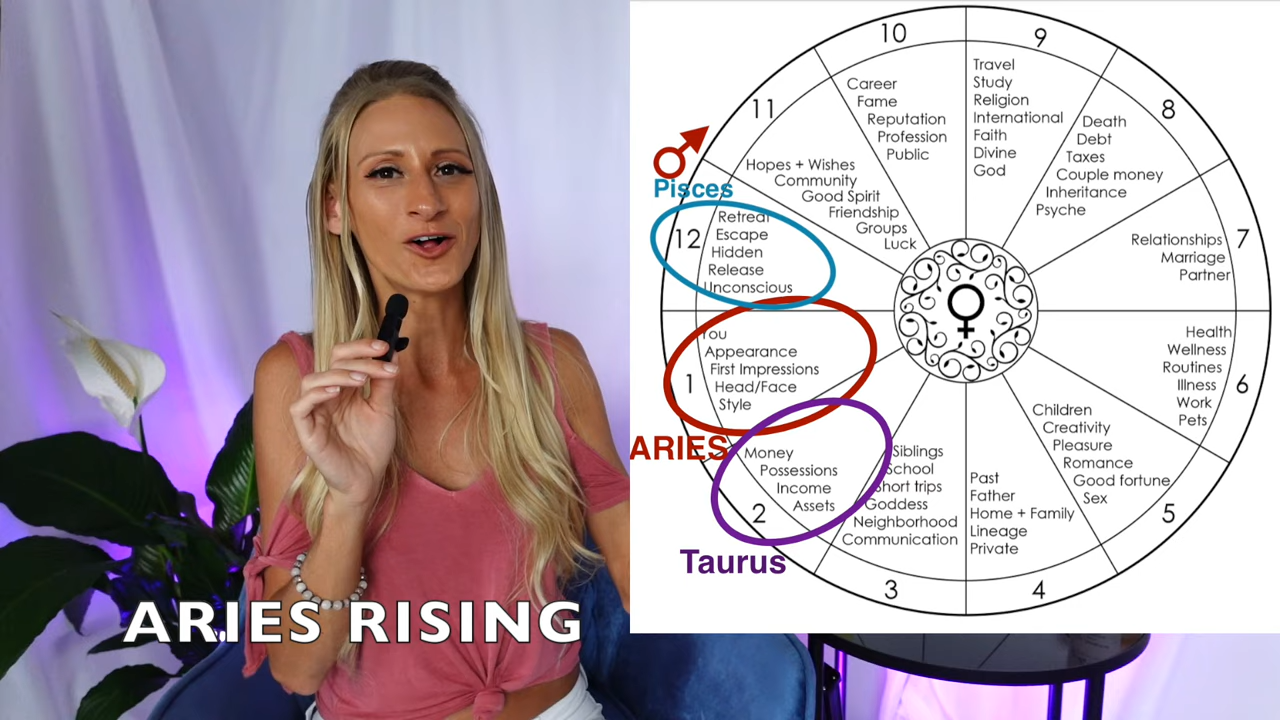 10
Career
Fame
Reputation
Profession
Public
9
Travel
Study
Religion
International
Faith
Divine
God
8
Death
Debt
Taxes
Couple money
Inheritance
Psyche
11
Hopes + Wishes
Community
Good Spirit
Friendship
Groups
Luck
Pisces
12
Retreat
Escape
Hidden
Release
Unconscious
7
Relationships
Marriage
Partner
1
You
Appearance
First Impressions
Head/Face
Style
ARIES
6
Health
Wellness
Routines
Illness
Work
Pets
2
Money
Possessions
Income
Assets
Taurus
3
Siblings
School
Short trips
Goddess
Neighborhood
Communication
4
Past
Father
Home + Family
Lineage
Private
5
Children
Creativity
Pleasure
Romance
Good fortune
Sex
ARIES RISING